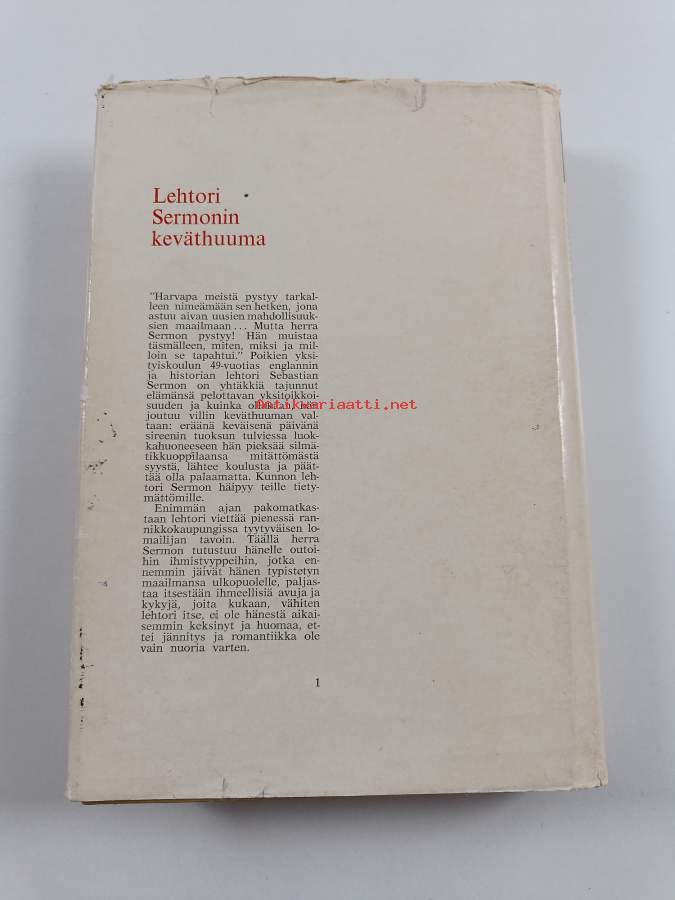 Lehtori
Sermonin
keväthuuma
"Harvapa meistä pystyy tarkal-
leen nimeämään sen hetken, jona
astuu aivan uusien mahdollisuuk-
sien maailmaan... Mutta herra
Sermon pystyy! Hän muistaa
täsmälleen, miten, miksi ja mil-
loin se tapahtui." Poikien yksi-
tyiskoulun 49-vuotias englannin
ja historian lehtori Sebastian
Sermon on yhtäkkiä tajunnut
elämänsä pelottavan yksitoikkoi-
suuden ja kuinka
Antikvariaatti.net
joutuu villin keväthuuman val-
taan: eräänä keväisenä päivänä
sireenin tuoksun tulviessa luok-
kahuoneeseen hän pieksää silmä-
tikkuoppilaansa mitättömästä
syystä, lähtee koulusta ja päät-
tää olla palaamatta. Kunnon leh-
tori Sermon häipyy teille tiety-
mättömille.
Enimmän ajan pakomatkas-
taan lehtori viettää pienessä ran-
nikkokaupungissa tyytyväisen lo-
mailijan tavoin. Täällä herra
Sermon tutustuu hänelle outoi-
hin ihmistyyppeihin, jotka en-
nemmin jäivät hänen typistetyn
maailmansa ulkopuolelle, paljas-
taa itsestään ihmeellisiä avuja ja
kykyjä, joita kukaan, vähiten
lehtori itse, ei ole hänestä aikai-
semmin keksinyt ja huomaa, et-
tei jännitys ja romantiikka ole
vain nuoria varten.
1